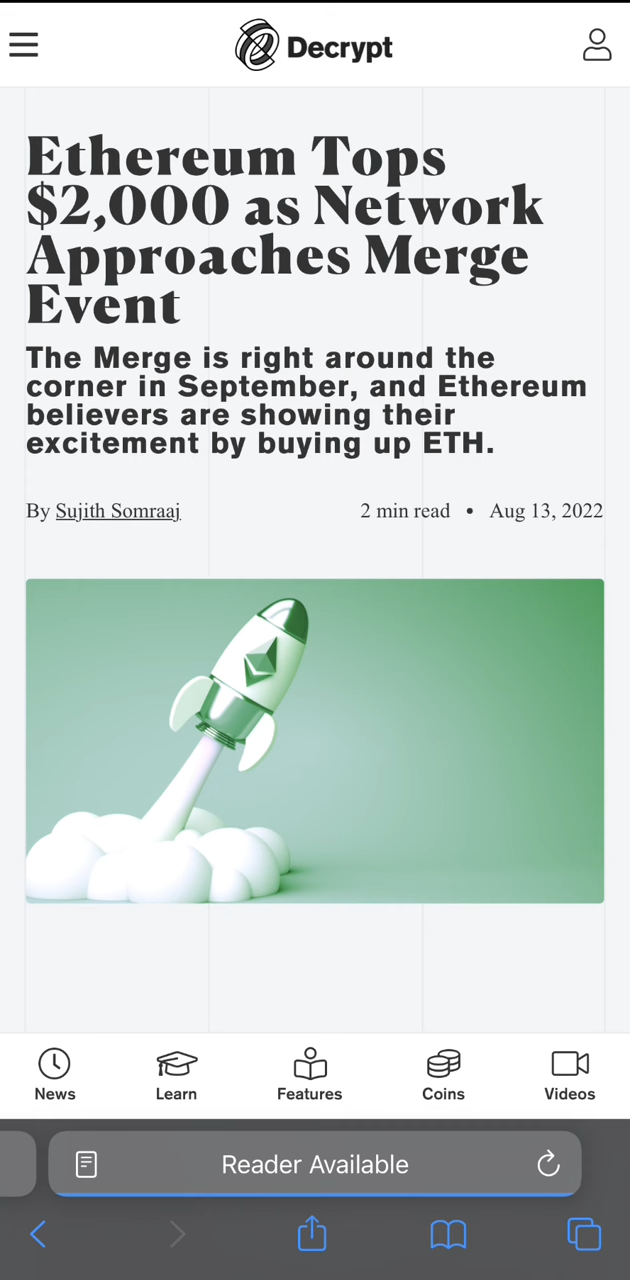 Decrypt
Ethereum Tops
$2,000 as Network
Approaches Merge
Event
The Merge is right around the
corner in September, and Ethereum
believers are showing their
excitement by buying up ETH.
By Sujith Somraaj 2 min read • Aug 13, 2022
News Learn Features Coins Videos
Reader Available